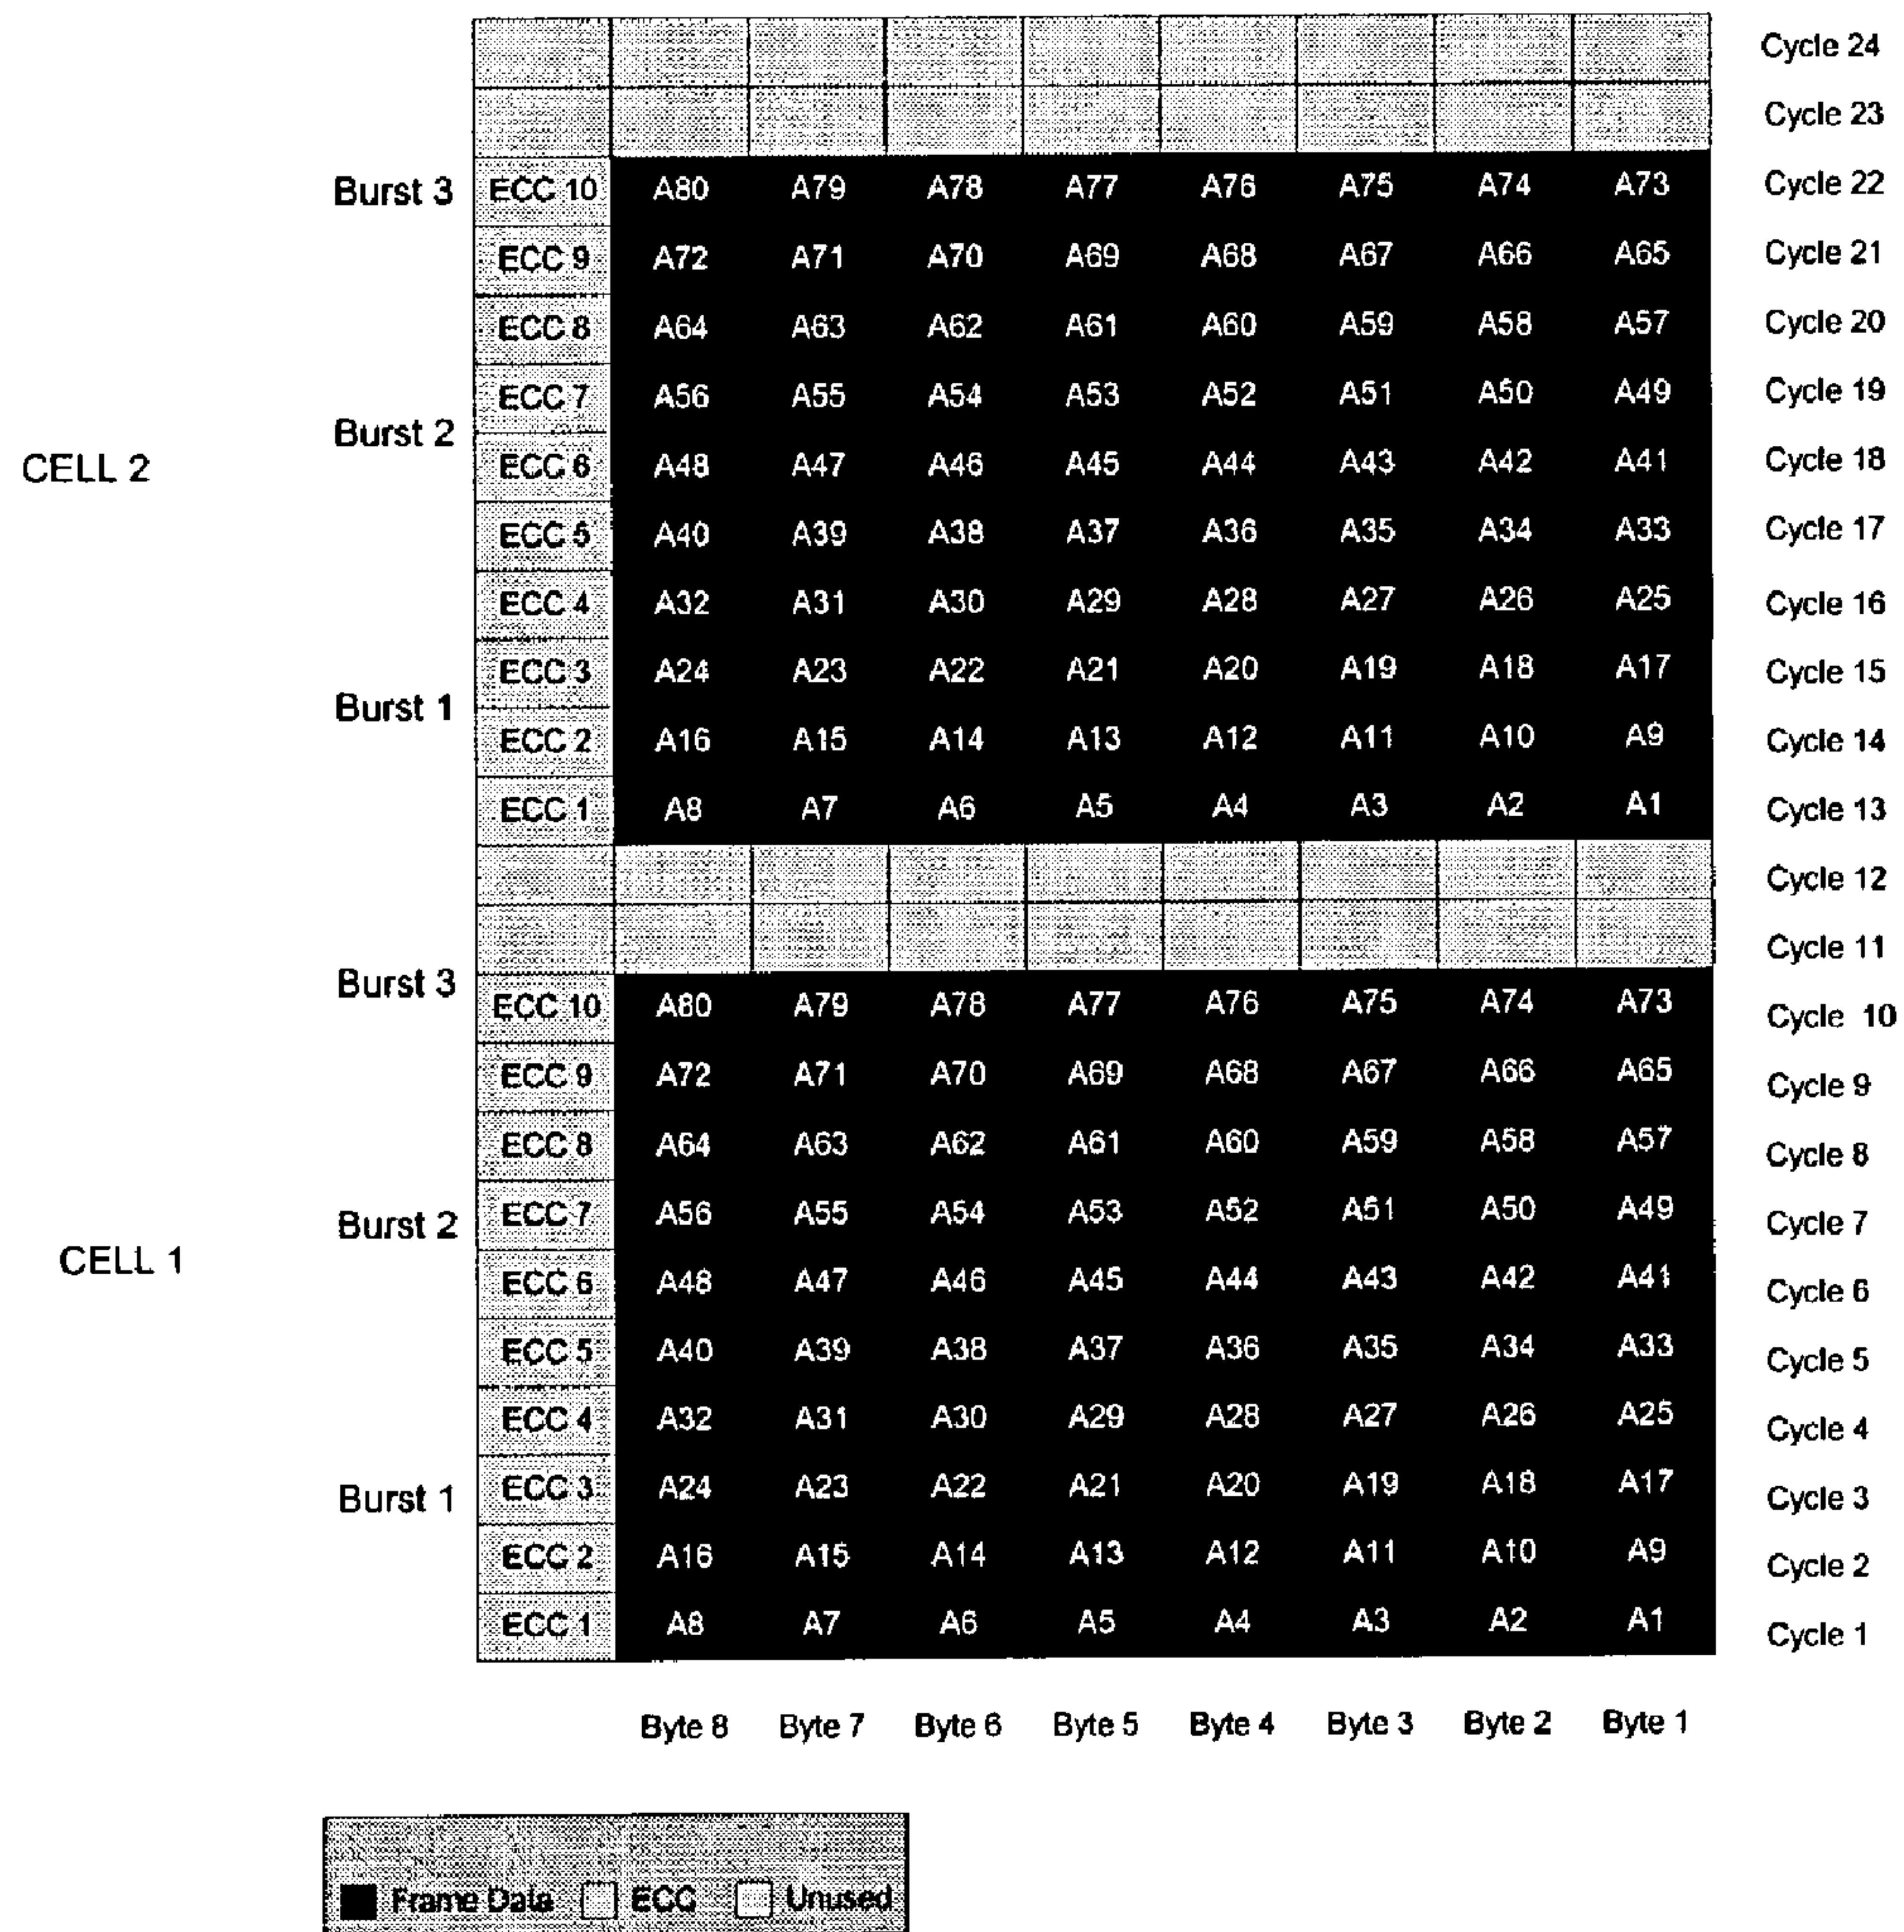 Cycle 24
Cycle 23
Burst 3 ECC 10 A80 A79 A78 A77 A76 A75 A74 A73 Cycle 22
ECC 9 A72 A71 A70 A69 A68 A67 A66 A65 Cycle 21
ECC 8 A64 A63 A62 A61 A60 A59 A58 A57 Cycle 20
ECC 7 A56 A55 A54 A53 A52 A51 A50 A49 Cycle 19
Burst 2
CELL 2 ECC 6 A48 A47 A46 A45 A44 A43 A42 A41 Cycle 18
ECC 5 A40 A39 A38 A37 A36 A35 A34 A33 Cycle 17
ECC 4 A32 A31 A30 A29 A28 A27 A26 A25 Cycle 16
ECC 3 A24 A23 A22 A21 A20 A19 A18 A17 Cycle 15
Burst 1
ECC 2 A16 A15 A14 A13 A12 A11 A10 A9 Cycle 14
ECC 1 A8 A7 A6 A5 A4 A3 A2 A1 Cycle 13
Cycle 12
Cycle 11
Burst 3
ECC 10 A80 A79 A78 A77 A76 A75 A74 A73 Cycle 10
ECC 9 A72 A71 A70 A69 A68 A67 A66 A65 Cycle 9
ECC 8 A64 A63 A62 A61 A60 A59 A58 A57 Cycle 8
Burst 2 ECC 7 A56 A55 A54 A53 A52 A51 A50 A49 Cycle 7
CELL 1
ECC 6 A48 A47 A46 A45 A44 A43 A42 A41 Cycle 6
ECC 5 A40 A39 A38 A37 A36 A35 A34 A33 Cycle 5
ECC 4 A32 A31 A30 A29 A28 A27 A26 A25 Cycle 4
Burst 1 ECC 3 A24 A23 A22 A21 A20 A19 A18 A17 Cycle 3
ECC 2 A16 A15 A14 A13 A12 A11 A10 A9 Cycle 2
ECC 1 A8 A7 A6 A5 A4 A3 A2 A1 Cycle 1
Byte 8 Byte 7 Byte 6 Byte 5 Byte 4 Byte 3 Byte 2 Byte 1
Frame Data ECC Unused